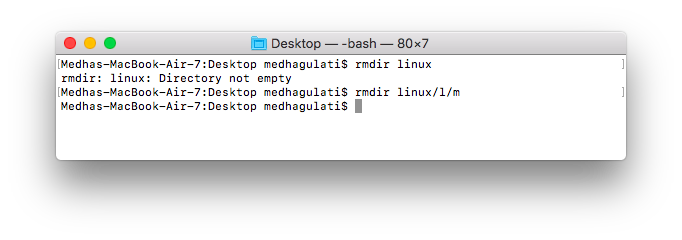 Desktop — -bash — 80×7
[Medhas-MacBook-Air-7:Desktop medhagulati$ rmdir linux ]
rmdir: linux: Directory not empty
[Medhas-MacBook-Air-7:Desktop medhagulati$ rmdir linux/l/m ]
Medhas-MacBook-Air-7:Desktop medhagulati$